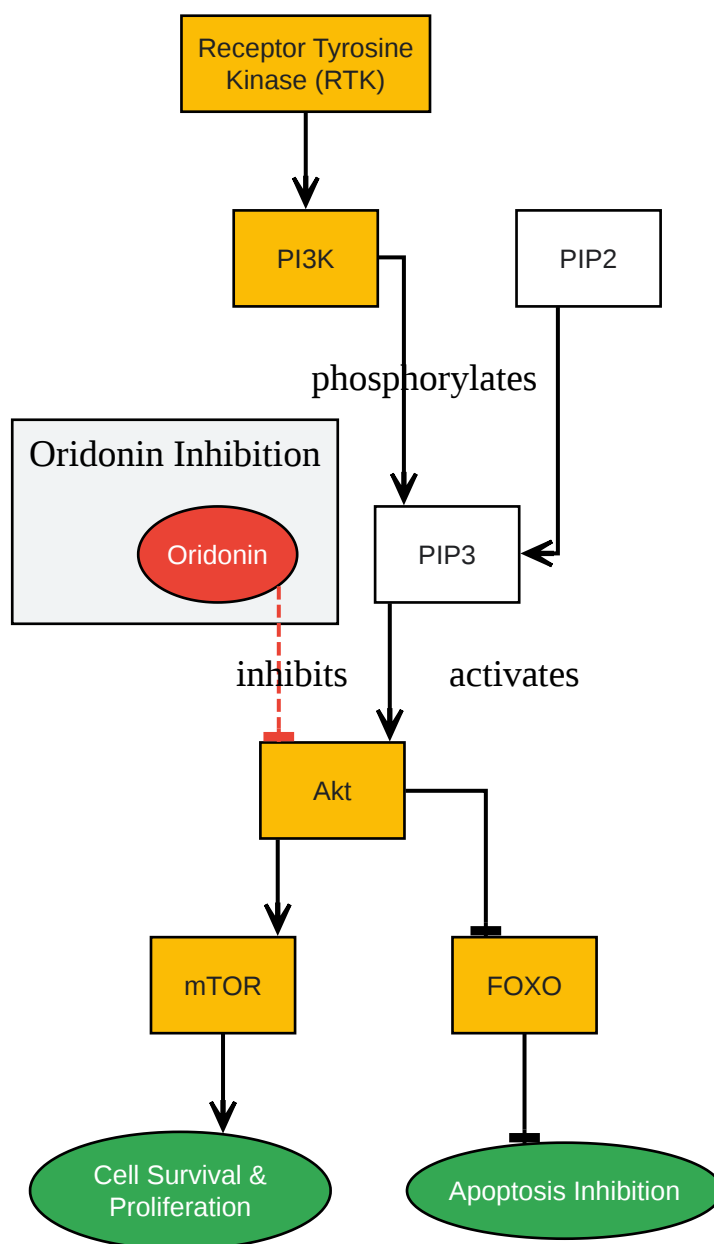 Receptor Tyrosine
Kinase (RTK)
PI3K
PIP2
phosphorylates
Oridonin Inhibition
Oridonin
PIP3
inhibits
activates
Akt
mTOR
FOXO
Cell Survival &
Proliferation
Apoptosis Inhibition